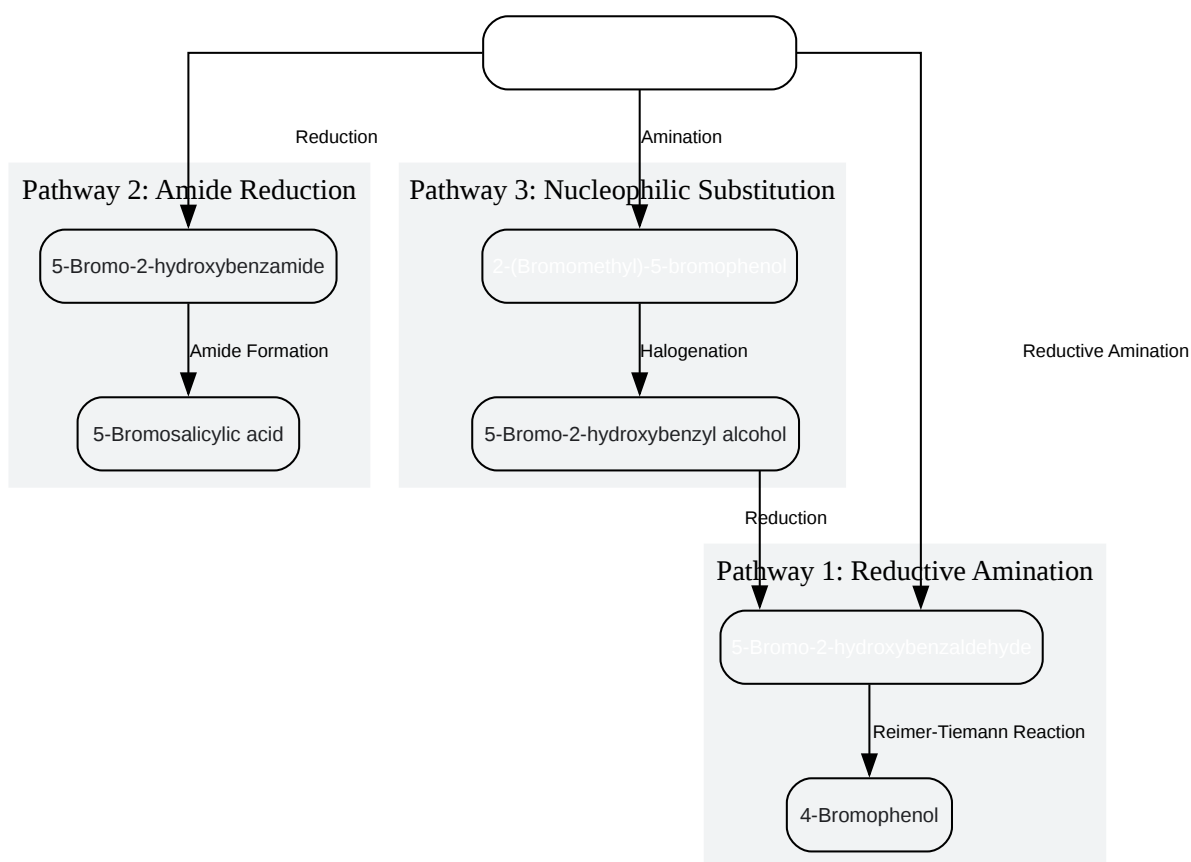 Reduction
Amination
Pathway 2: Amide Reduction
Pathway 3: Nucleophilic Substitution
5-Bromo-2-hydroxybenzamide
2-(Bromomethyl)-5-bromophenol
Amide Formation
Halogenation
Reductive Amination
5-Bromosalicylic acid
5-Bromo-2-hydroxybenzyl alcohol
Reduction
Pathway 1: Reductive Amination
5-Bromo-2-hydroxybenzaldehyde
Reimer-Tiemann Reaction
4-Bromophenol